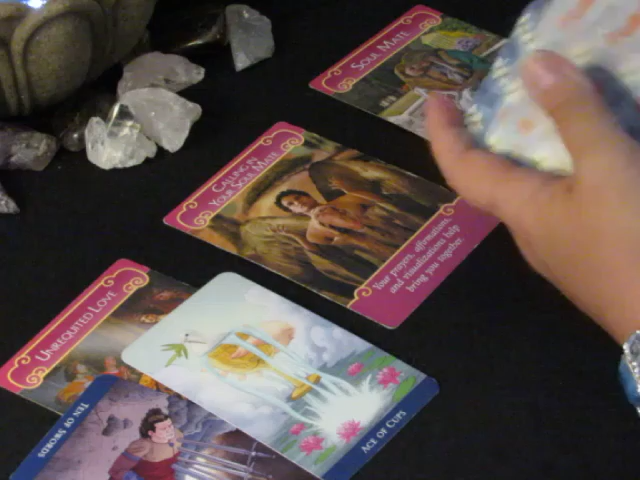 SOUL MATE
CALLING IN
YOUR SOUL MATE
Your prayers, affirmations,
and visualizations help
bring you together.
UNREQUITED LOVE
TEN OF SWORDS
ACE OF CUPS